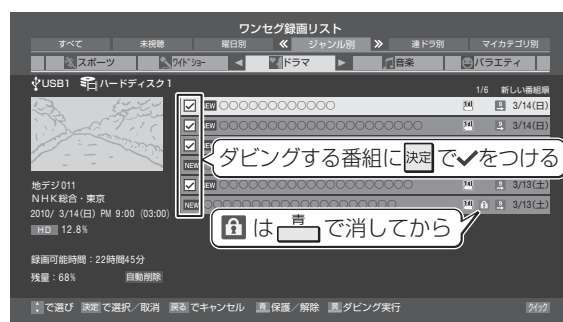 ワンセグ録画リスト
すべて 未視聴 曜日別 ≪ ジャンル別 ≫ 連ドラ別 マイカテゴリ別
スポーツ ワイドショー ◀ ドラマ ▶ 音楽 バラエティ
USB1 ハードディスク1
1/6 新しい番組順
NEW ○○○○○○○○○○○○ 3/14(日)
NEW ○○○○○○○○○○○○○○○○○○○○○ 3/14(日)
ダビングする番組に 決定 で✓をつける
NEW
地デジ011
NEW ○○○○○○○○○○○○○○○○○○○○ 3/13(土)
NHK総合・東京
NEW ○○○○○○○○○○○○○○○○○○○ 3/13(土)
2010/ 3/14(日) PM 9:00 (03:00)
HD 12.8%
は 青 で消してから
録画可能時間：22時間45分
残量：68% 自動削除
で選び 決定 で選択／取消 戻る でキャンセル 青 保護／解除 黒 ダビング実行 クイック